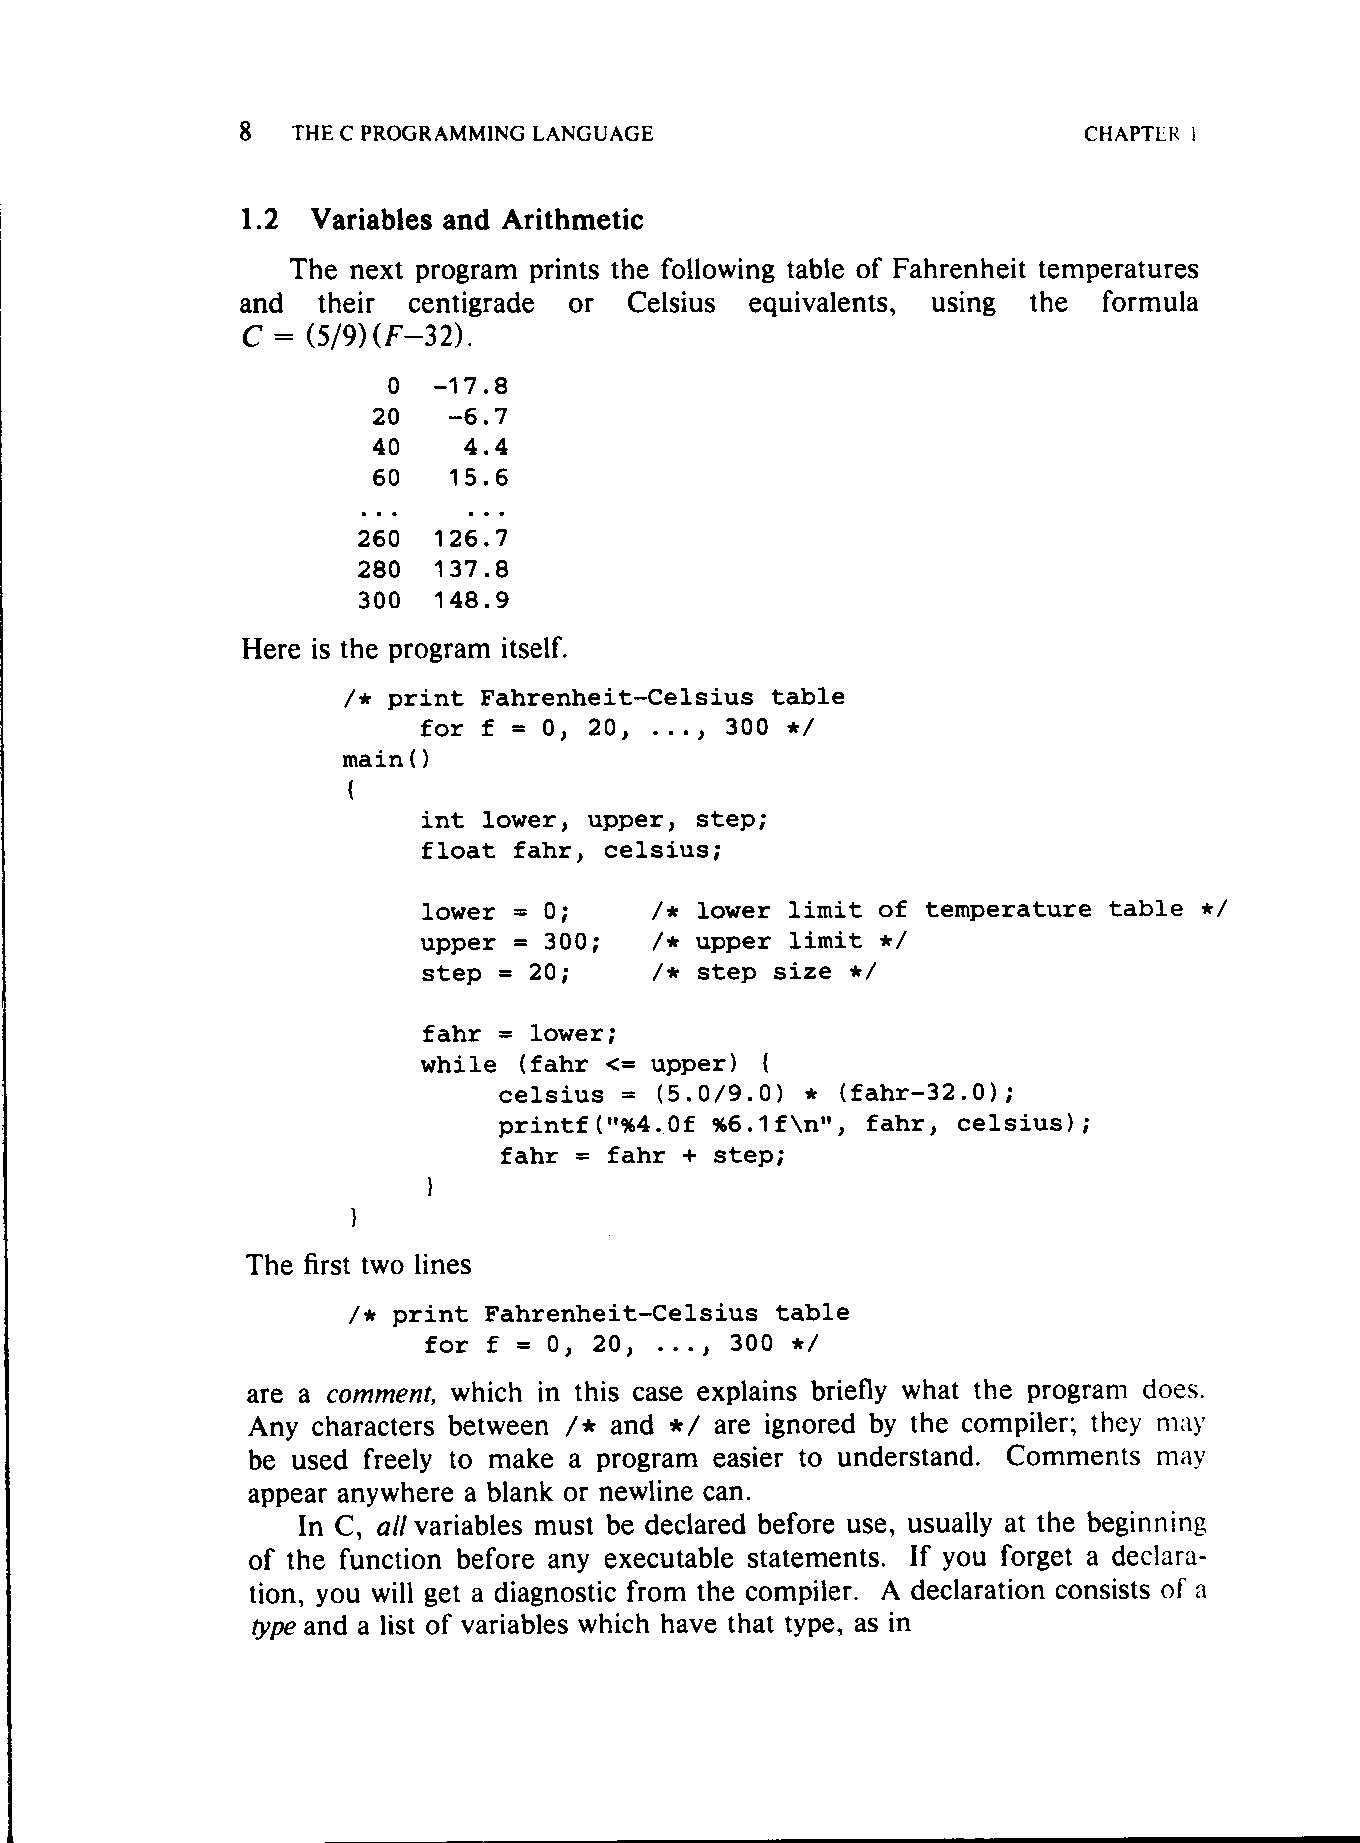 8 THE C PROGRAMMING LANGUAGE CHAPTER 1
1.2 Variables and Arithmetic
The next program prints the following table of Fahrenheit temperatures
and their centigrade or Celsius equivalents, using the formula
C = (5/9)(F−32).
0 -17.8
20 -6.7
40 4.4
60 15.6
... ...
260 126.7
280 137.8
300 148.9
Here is the program itself.
/* print Fahrenheit-Celsius table
for f = 0, 20, ..., 300 */
main()
{
int lower, upper, step;
float fahr, celsius;
lower = 0; /* lower limit of temperature table */
upper = 300; /* upper limit */
step = 20; /* step size */
fahr = lower;
while (fahr <= upper) {
celsius = (5.0/9.0) * (fahr-32.0);
printf("%4.0f %6.1f\n", fahr, celsius);
fahr = fahr + step;
}
}
The first two lines
/* print Fahrenheit-Celsius table
for f = 0, 20, ..., 300 */
are a comment, which in this case explains briefly what the program does.
Any characters between /* and */ are ignored by the compiler; they may
be used freely to make a program easier to understand. Comments may
appear anywhere a blank or newline can.
In C, all variables must be declared before use, usually at the beginning
of the function before any executable statements. If you forget a declara-
tion, you will get a diagnostic from the compiler. A declaration consists of a
type and a list of variables which have that type, as in